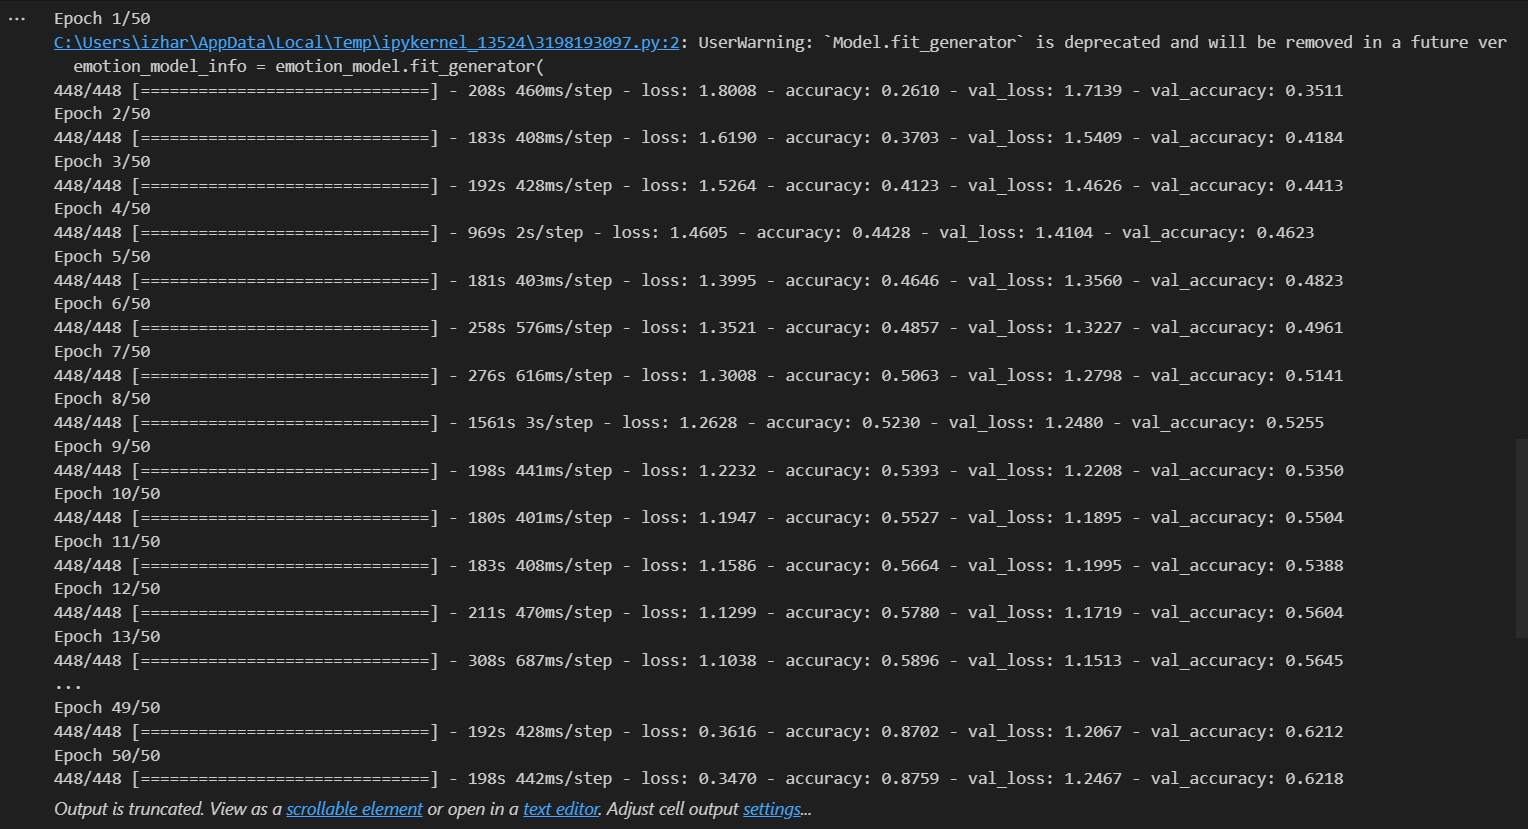 ...
Epoch 1/50
C:\Users\izhar\AppData\Local\Temp\ipykernel_13524\3198193097.py:2: UserWarning: `Model.fit_generator` is deprecated and will be removed in a future ver
emotion_model_info = emotion_model.fit_generator(
448/448 [==============================] - 208s 460ms/step - loss: 1.8008 - accuracy: 0.2610 - val_loss: 1.7139 - val_accuracy: 0.3511
Epoch 2/50
448/448 [==============================] - 183s 408ms/step - loss: 1.6190 - accuracy: 0.3703 - val_loss: 1.5409 - val_accuracy: 0.4184
Epoch 3/50
448/448 [==============================] - 192s 428ms/step - loss: 1.5264 - accuracy: 0.4123 - val_loss: 1.4626 - val_accuracy: 0.4413
Epoch 4/50
448/448 [==============================] - 969s 2s/step - loss: 1.4605 - accuracy: 0.4428 - val_loss: 1.4104 - val_accuracy: 0.4623
Epoch 5/50
448/448 [==============================] - 181s 403ms/step - loss: 1.3995 - accuracy: 0.4646 - val_loss: 1.3560 - val_accuracy: 0.4823
Epoch 6/50
448/448 [==============================] - 258s 576ms/step - loss: 1.3521 - accuracy: 0.4857 - val_loss: 1.3227 - val_accuracy: 0.4961
Epoch 7/50
448/448 [==============================] - 276s 616ms/step - loss: 1.3008 - accuracy: 0.5063 - val_loss: 1.2798 - val_accuracy: 0.5141
Epoch 8/50
448/448 [==============================] - 1561s 3s/step - loss: 1.2628 - accuracy: 0.5230 - val_loss: 1.2480 - val_accuracy: 0.5255
Epoch 9/50
448/448 [==============================] - 198s 441ms/step - loss: 1.2232 - accuracy: 0.5393 - val_loss: 1.2208 - val_accuracy: 0.5350
Epoch 10/50
448/448 [==============================] - 180s 401ms/step - loss: 1.1947 - accuracy: 0.5527 - val_loss: 1.1895 - val_accuracy: 0.5504
Epoch 11/50
448/448 [==============================] - 183s 408ms/step - loss: 1.1586 - accuracy: 0.5664 - val_loss: 1.1995 - val_accuracy: 0.5388
Epoch 12/50
448/448 [==============================] - 211s 470ms/step - loss: 1.1299 - accuracy: 0.5780 - val_loss: 1.1719 - val_accuracy: 0.5604
Epoch 13/50
448/448 [==============================] - 308s 687ms/step - loss: 1.1038 - accuracy: 0.5896 - val_loss: 1.1513 - val_accuracy: 0.5645
...
Epoch 49/50
448/448 [==============================] - 192s 428ms/step - loss: 0.3616 - accuracy: 0.8702 - val_loss: 1.2067 - val_accuracy: 0.6212
Epoch 50/50
448/448 [==============================] - 198s 442ms/step - loss: 0.3470 - accuracy: 0.8759 - val_loss: 1.2467 - val_accuracy: 0.6218
Output is truncated. View as a scrollable element or open in a text editor. Adjust cell output settings...